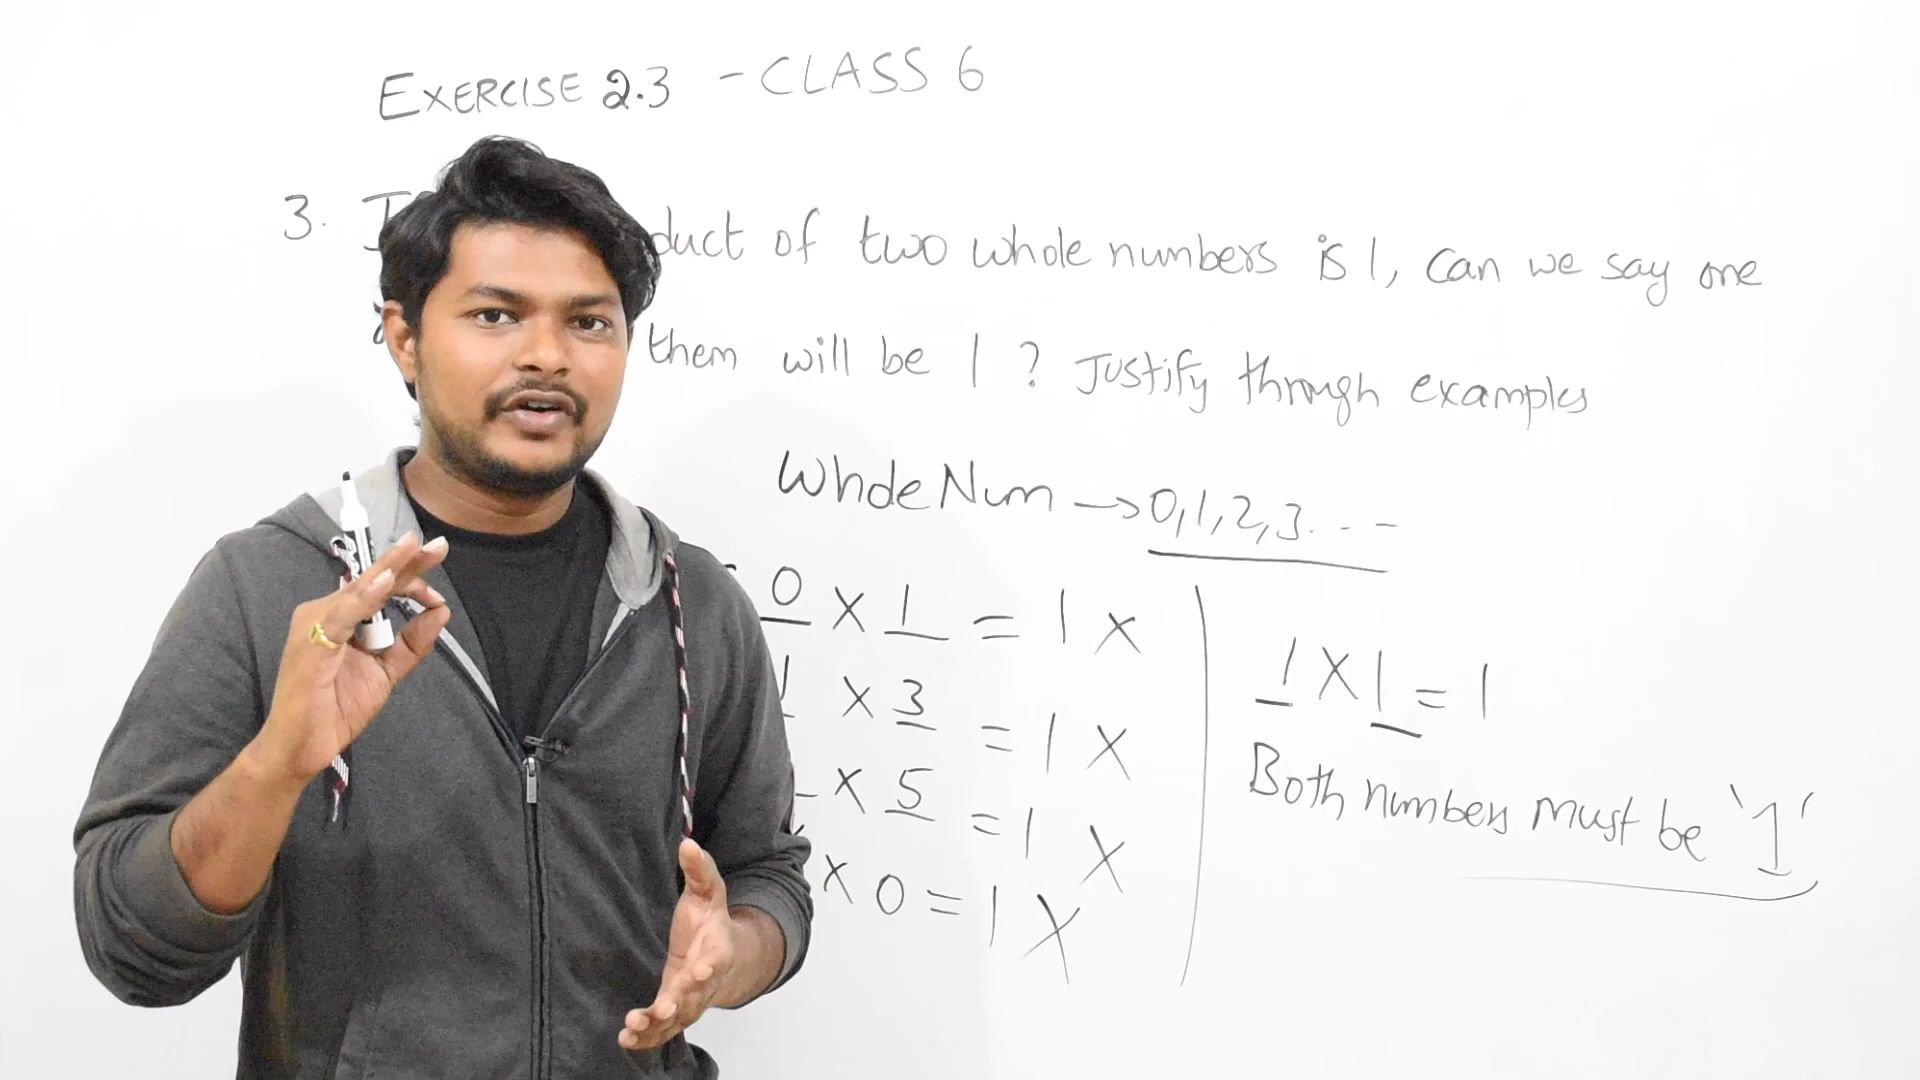 EXERCISE 2.3 - CLASS 6
3. duct of two whole numbers is 1, can we say one
them will be 1 ? Justify through examples
Whole Num → 0, 1, 2, 3. - -
0 X 1 = 1 X
1 X 3 = 1 X
X 5 = 1 X
X 0 = 1 X
1 X 1 = 1
Both numbers must be '1'